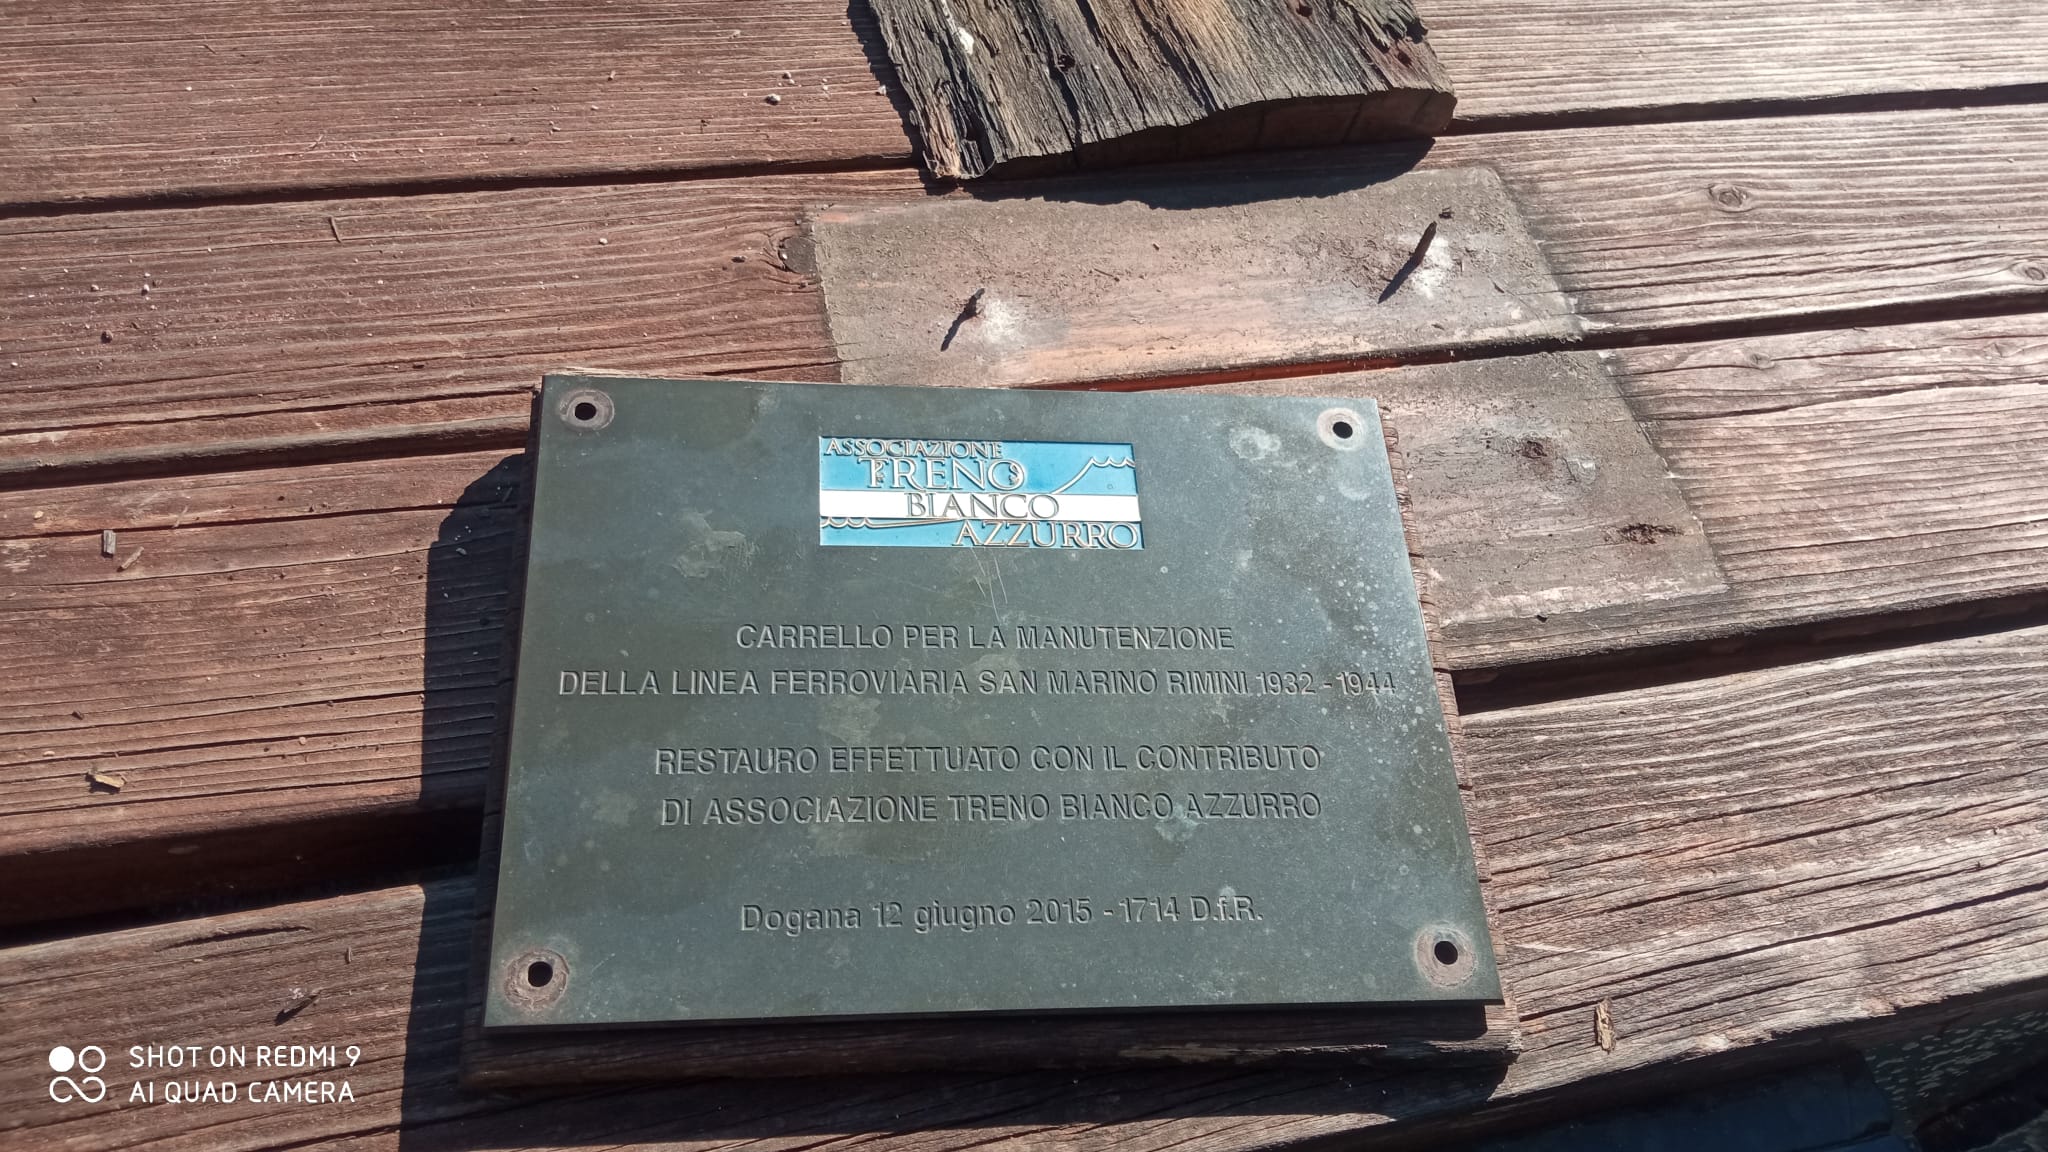 ASSOCIAZIONE
TRENO
BIANCO
AZZURRO
CARRELLO PER LA MANUTENZIONE
DELLA LINEA FERROVIARIA SAN MARINO RIMINI 1932 - 1944
RESTAURO EFFETTUATO CON IL CONTRIBUTO
DI ASSOCIAZIONE TRENO BIANCO AZZURRO
Dogana 12 giugno 2015 - 1714 D.f.R.
SHOT ON REDMI 9
AI QUAD CAMERA